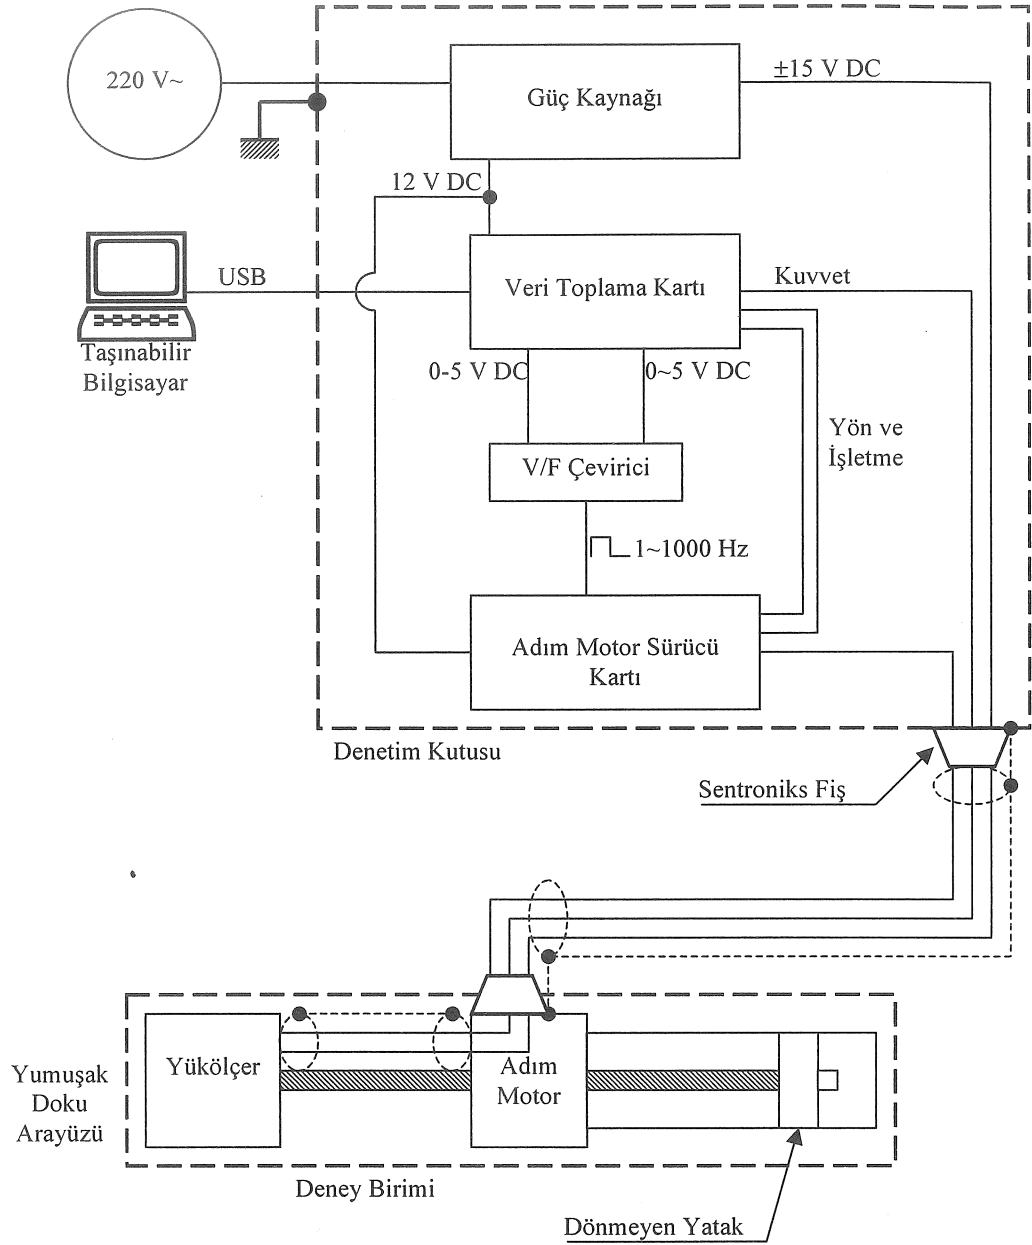 220 V~
Güç Kaynağı
±15 V DC
12 V DC
USB
Veri Toplama Kartı
Kuvvet
Taşınabilir
Bilgisayar
0-5 V DC
0~5 V DC
Yön ve
İşletme
V/F Çevirici
1~1000 Hz
Adım Motor Sürücü
Kartı
Denetim Kutusu
Sentroniks Fiş
Yükölçer
Adım
Motor
Yumuşak
Doku
Arayüzü
Deney Birimi
Dönmeyen Yatak